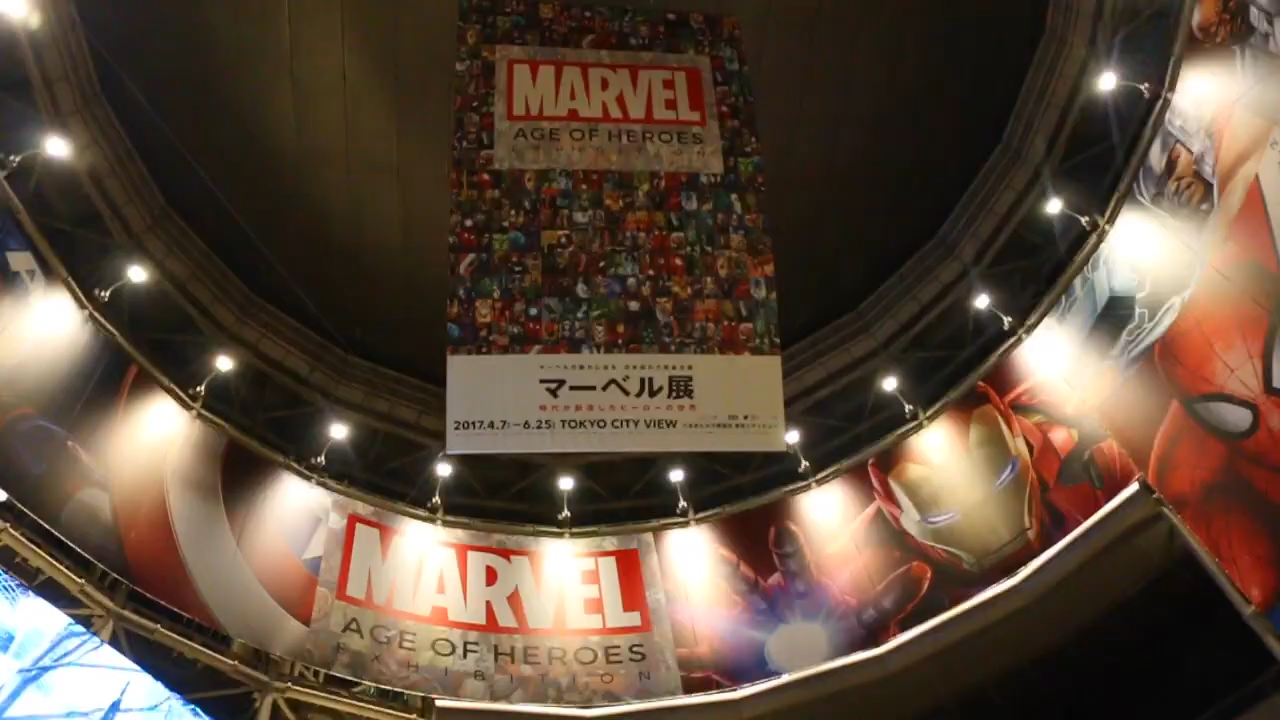 MARVEL
AGE OF HEROES
EXHIBITION
マーベル展
時代が創造したヒーローの世界
2017.4.7 – 6.25 TOKYO CITY VIEW
MARVEL
AGE OF HEROES
EXHIBITION